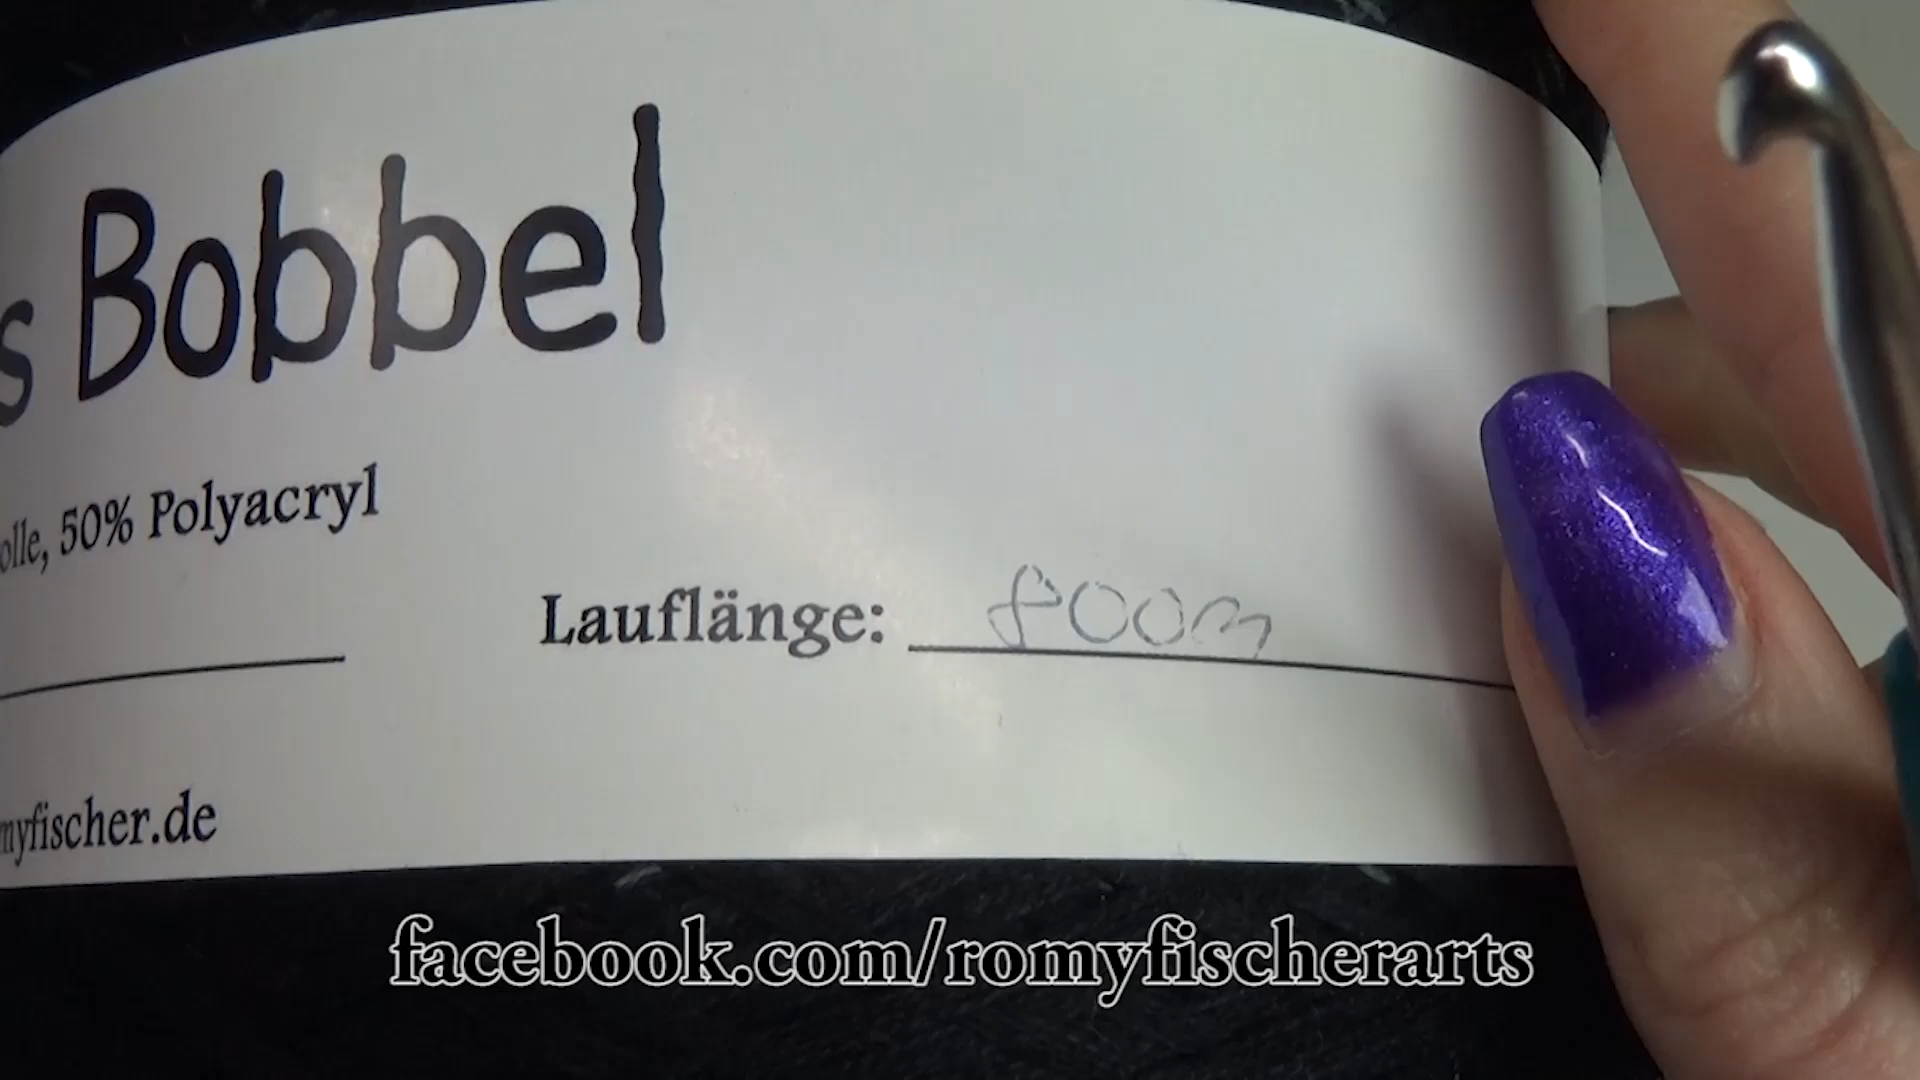 s Bobbel
olle, 50% Polyacryl
Lauflänge: 800m
myfischer.de
facebook.com/romyfischerarts